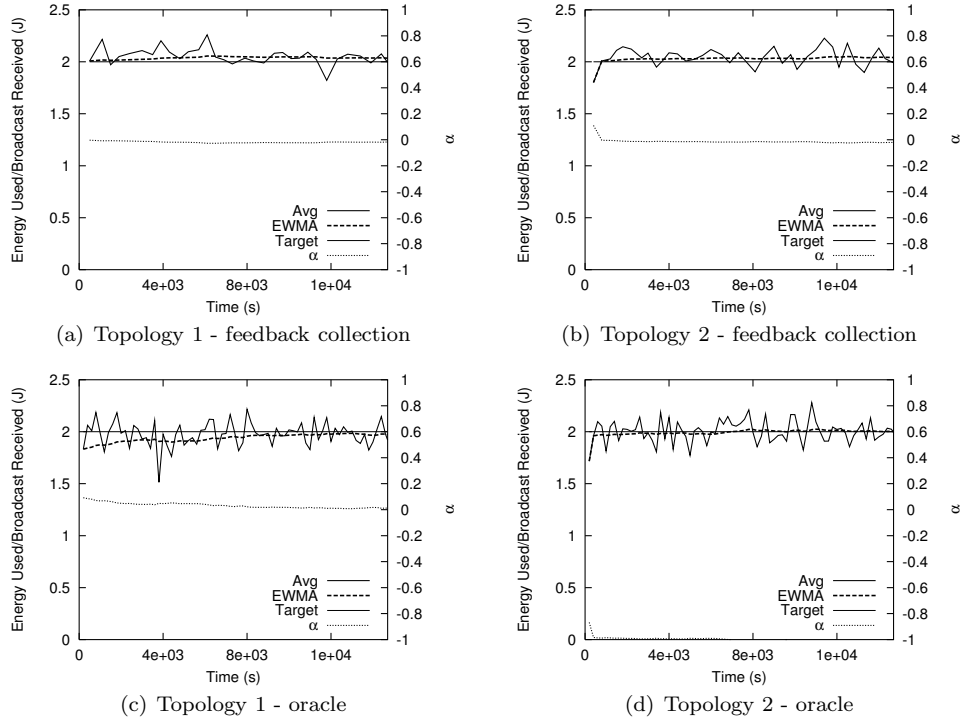 Energy Used/Broadcast Received (J)
2.5
2
1.5
1
0.5
0
0 4e+03 8e+03 1e+04
Time (s)
1
0.8
0.6
0.4
0.2
0
-0.2
-0.4
-0.6
-0.8
-1
α
Avg
EWMA
Target
α
(a) Topology 1 - feedback collection
Energy Used/Broadcast Received (J)
2.5
2
1.5
1
0.5
0
0 4e+03 8e+03 1e+04
Time (s)
1
0.8
0.6
0.4
0.2
0
-0.2
-0.4
-0.6
-0.8
-1
α
Avg
EWMA
Target
α
(b) Topology 2 - feedback collection
Energy Used/Broadcast Received (J)
2.5
2
1.5
1
0.5
0
0 4e+03 8e+03 1e+04
Time (s)
1
0.8
0.6
0.4
0.2
0
-0.2
-0.4
-0.6
-0.8
-1
α
Avg
EWMA
Target
α
(c) Topology 1 - oracle
Energy Used/Broadcast Received (J)
2.5
2
1.5
1
0.5
0
0 4e+03 8e+03 1e+04
Time (s)
1
0.8
0.6
0.4
0.2
0
-0.2
-0.4
-0.6
-0.8
-1
α
Avg
EWMA
Target
α
(d) Topology 2 - oracle